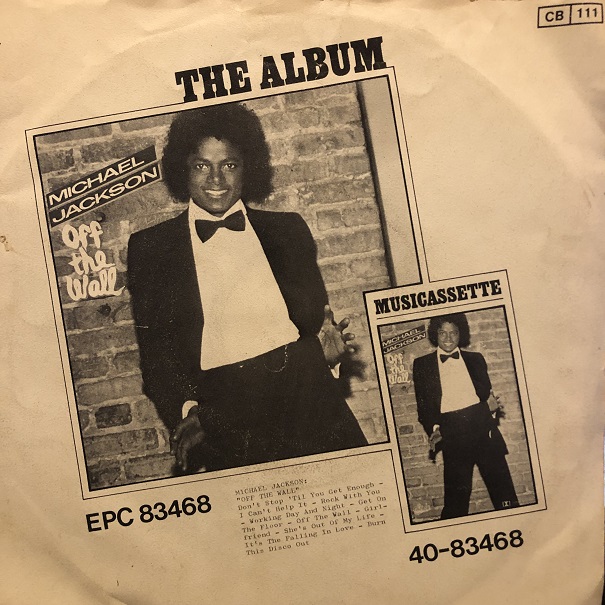 CB 111
THE ALBUM
MICHAEL
JACKSON
Off
the
Wall
MUSICASSETTE
MICHAEL
JACKSON
Off
the
Wall
EPC 83468
MICHAEL JACKSON:
"OFF THE WALL"
Don't Stop 'Til You Get Enough -
I Can't Help It - Rock With You
- Working Day And Night - Get On
The Floor - Off The Wall - Girl-
friend - She's Out Of My Life -
It's The Falling In Love - Burn
This Disco Out
40-83468